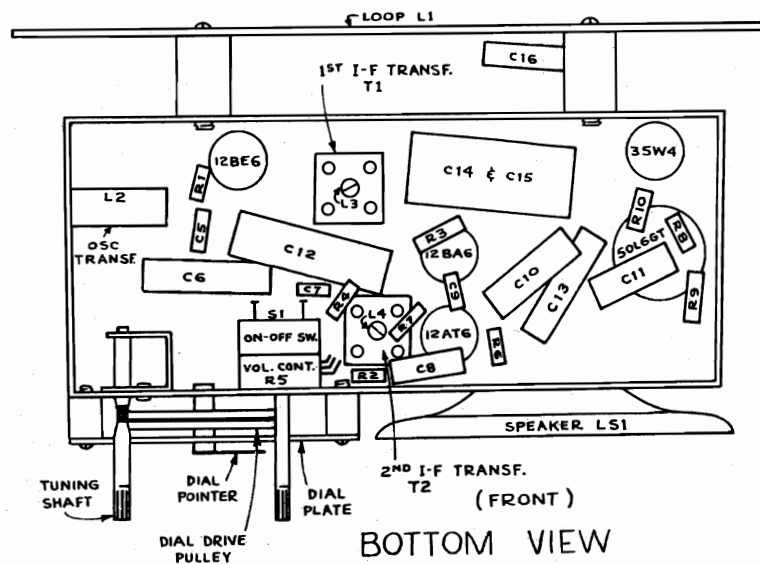 LOOP L1
C16
1ST I-F TRANSF.
T1
12BE6
35W4
C14 & C15
R1
L3
L2
R10
C5
R3
R8
OSC
TRANSF.
C12
12BA6
50L6GT
C6
C7
C9
C10
C11
R4
C13
R9
S1
L4
R7
ON-OFF SW.
12AT6
R6
VOL. CONT.
R5
R2
C8
SPEAKER LS1
2ND I-F TRANSF.
T2
TUNING
SHAFT
DIAL
POINTER
DIAL
PLATE
(FRONT)
DIAL DRIVE
PULLEY
BOTTOM VIEW